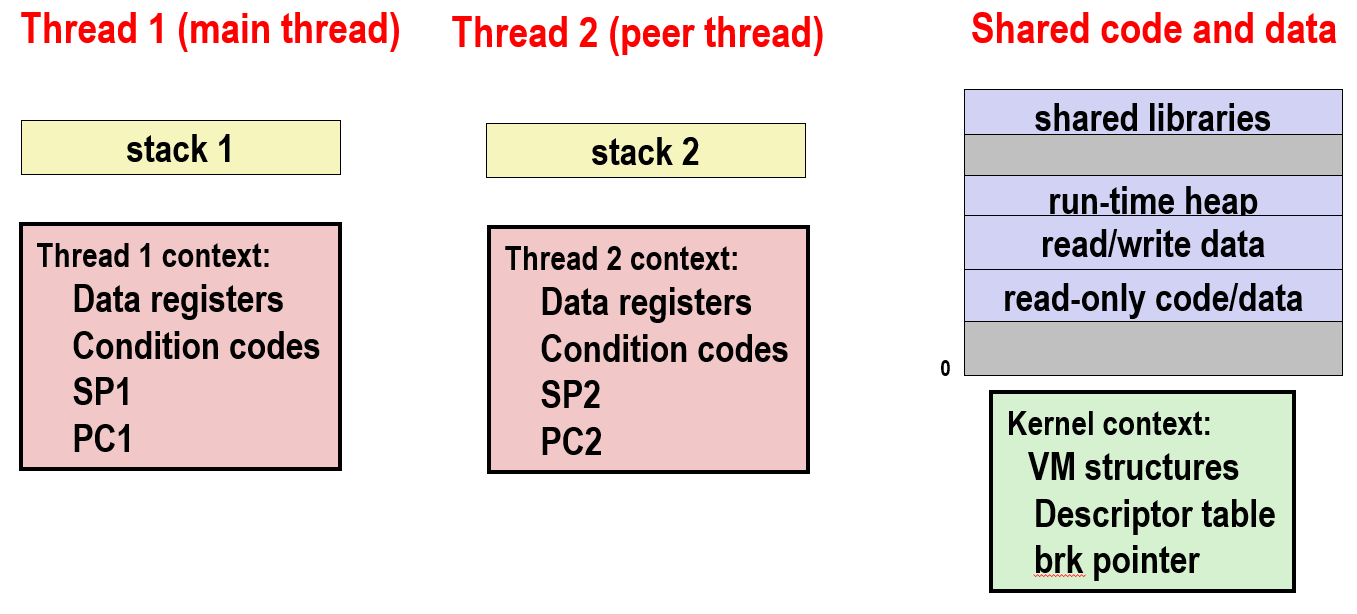 Thread 1 (main thread)
Thread 2 (peer thread)
Shared code and data
stack 1
Thread 1 context:
Data registers
Condition codes
SP1
PC1
stack 2
Thread 2 context:
Data registers
Condition codes
SP2
PC2
shared libraries
run-time heap
read/write data
read-only code/data
0
Kernel context:
VM structures
Descriptor table
brk pointer